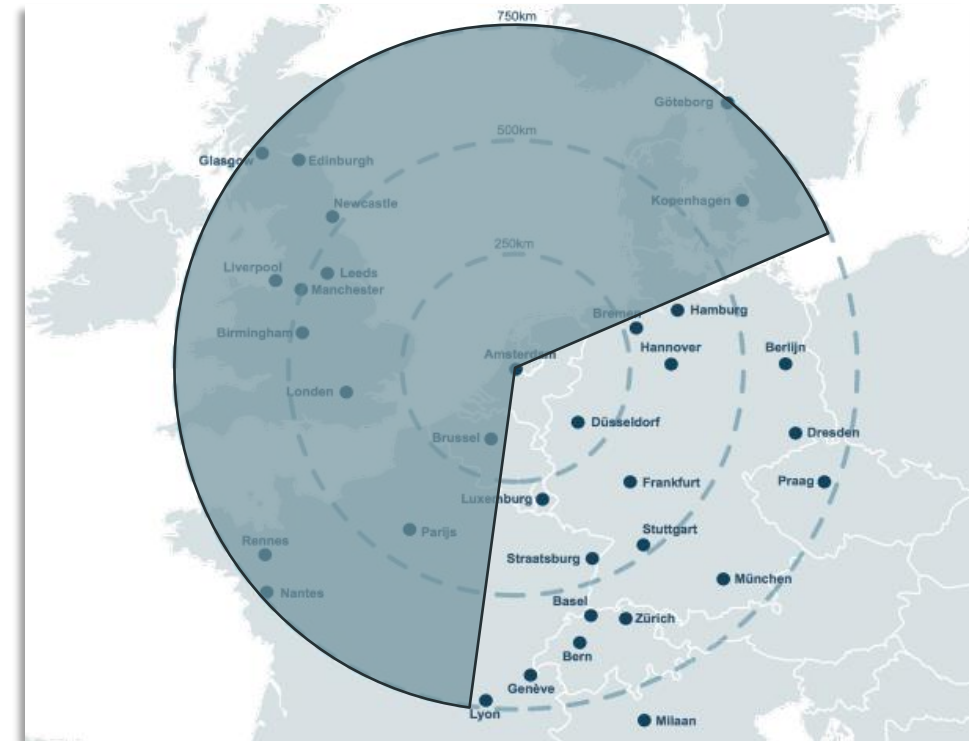 750km
Göteborg
500km
Glasgow
Edinburgh
Kopenhagen
Newcastle
250km
Liverpool
Leeds
Manchester
Bremen
Hamburg
Birmingham
Hannover
Berlijn
Amsterdam
Londen
Düsseldorf
Dresden
Brussel
Frankfurt
Praag
Luxemburg
Parijs
Stuttgart
Rennes
Straatsburg
München
Nantes
Basel
Zürich
Bern
Genève
Lyon
Milaan